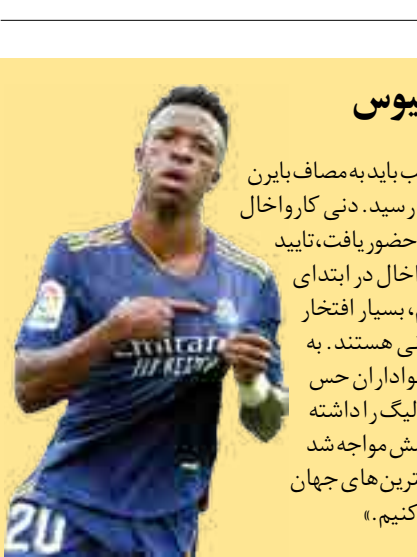 یوس
ب باید به مصاف بایرن
رسید. دنی کارواخال
حضور یافت، تایید
اخال در ابتدای
، بسیار افتخار
ی هستند. به
واداران حس
لیگ را داشته
ش مواجه شد
ترین‌های جهان
کنیم.»
20